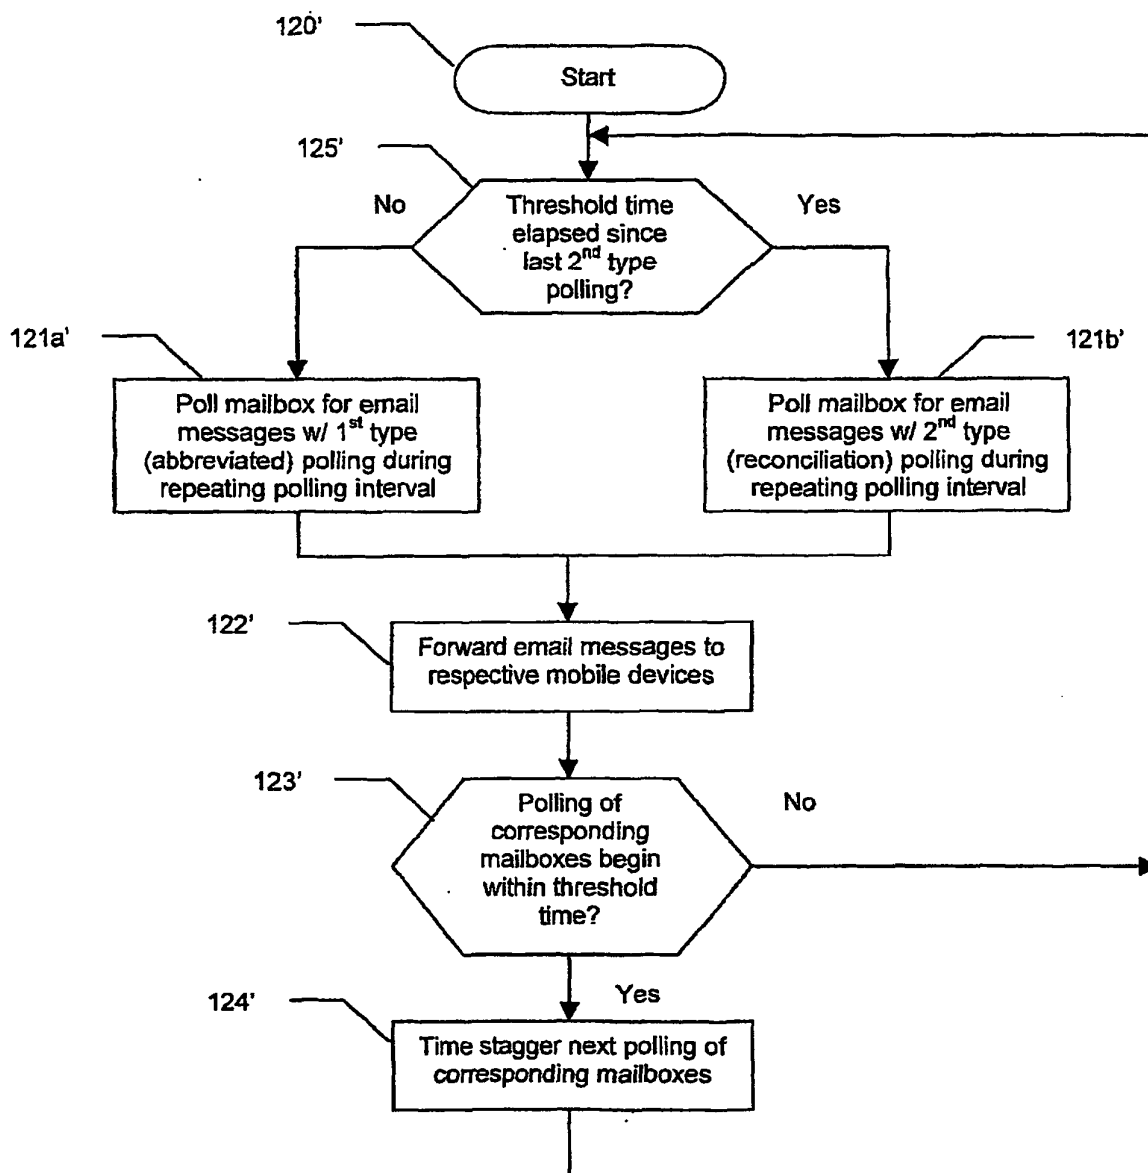 120'
Start
125'
No
Yes
Threshold time
elapsed since
last 2nd type
polling?
121a'
121b'
Poll mailbox for email
messages w/ 1st type
(abbreviated) polling during
repeating polling interval
Poll mailbox for email
messages w/ 2nd type
(reconciliation) polling during
repeating polling interval
122'
Forward email messages to
respective mobile devices
123'
No
Polling of
corresponding
mailboxes begin
within threshold
time?
124'
Yes
Time stagger next polling of
corresponding mailboxes